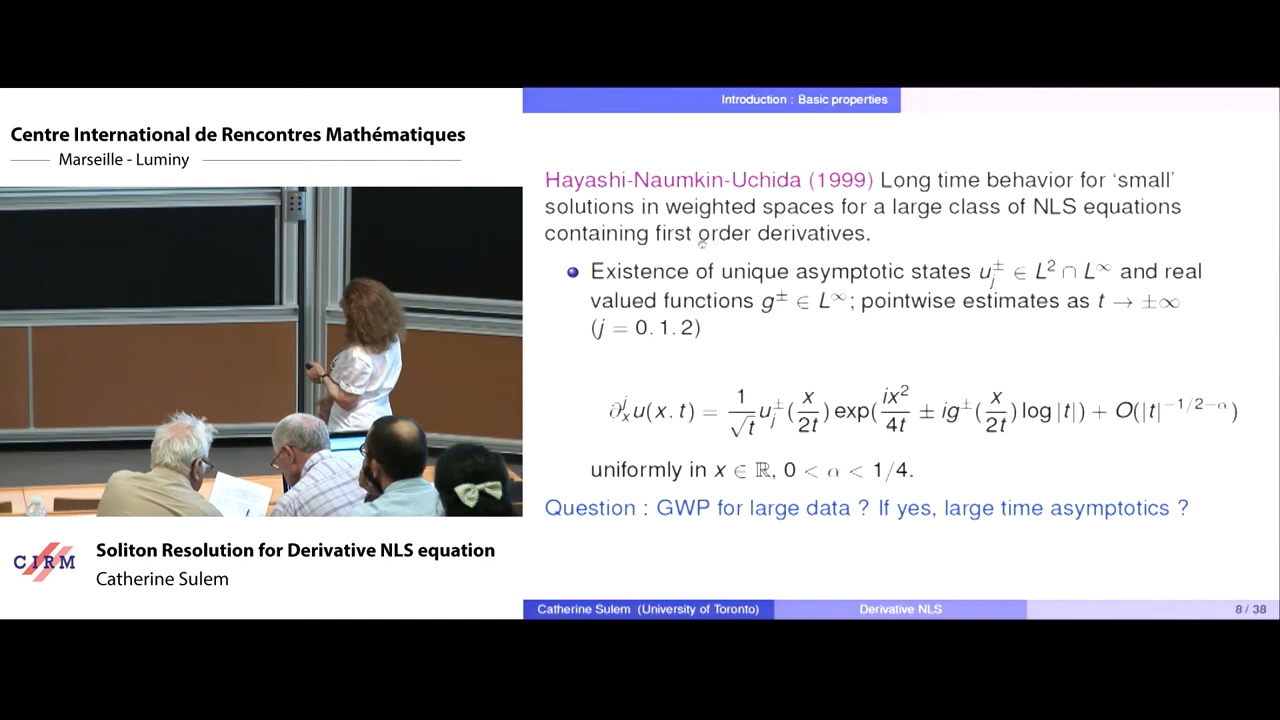 Centre International de Rencontres Mathématiques
Marseille - Luminy
Introduction : Basic properties
Hayashi-Naumkin-Uchida (1999) Long time behavior for ‘small’
solutions in weighted spaces for a large class of NLS equations
containing first order derivatives.
Existence of unique asymptotic states u_j^± ∈ L² ∩ L^∞ and real
valued functions g^± ∈ L^∞; pointwise estimates as t → ±∞
(j = 0, 1, 2)
∂_x^j u(x, t) = 1/√t u_j^±(x/2t) exp(ix²/4t ± ig^±(x/2t) log |t|) + O(|t|^{-1/2-α})
uniformly in x ∈ ℝ, 0 < α < 1/4.
Question : GWP for large data ? If yes, large time asymptotics ?
CIRM
Soliton Resolution for Derivative NLS equation
Catherine Sulem
Catherine Sulem (University of Toronto)
Derivative NLS
8 / 38